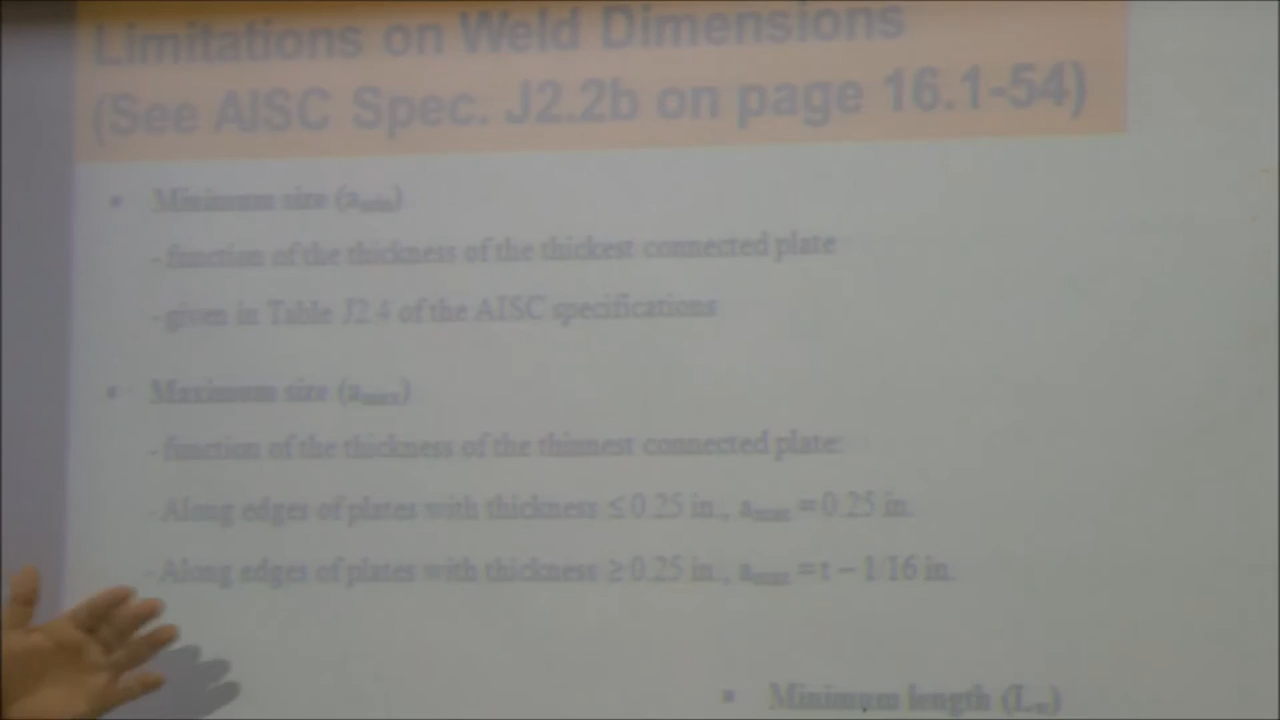 Limitations on Weld Dimensions
(See AISC Spec. J2.2b on page 16.1-54)
• Minimum size (amin)
- function of the thickness of the thickest connected plate
- given in Table J2.4 of the AISC specifications
• Maximum size (amax)
- function of the thickness of the thinnest connected plate:
- Along edges of plates with thickness ≤ 0.25 in., amax = 0.25 in.
- Along edges of plates with thickness ≥ 0.25 in., amax = t – 1/16 in.
• Minimum length (Lw)